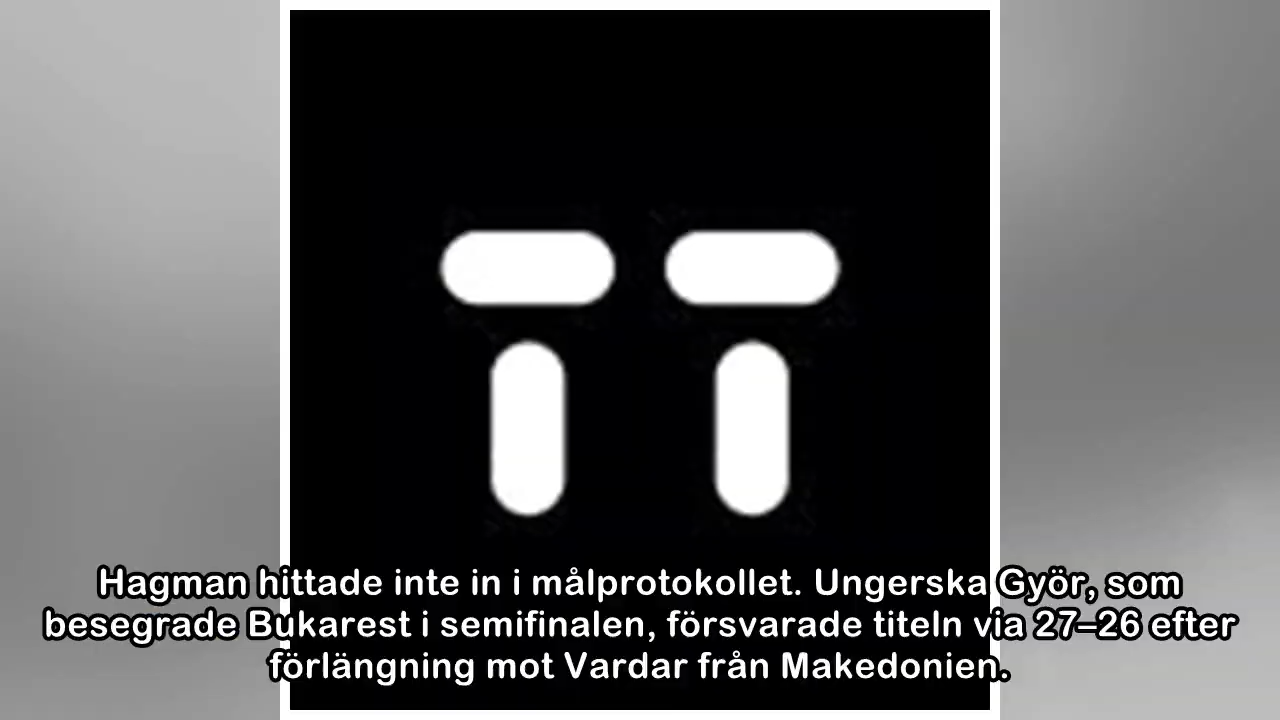 Hagman hittade inte in i målprotokollet. Ungerska Györ, som
besegrade Bukarest i semifinalen, försvarade titeln via 27–26 efter
förlängning mot Vardar från Makedonien.